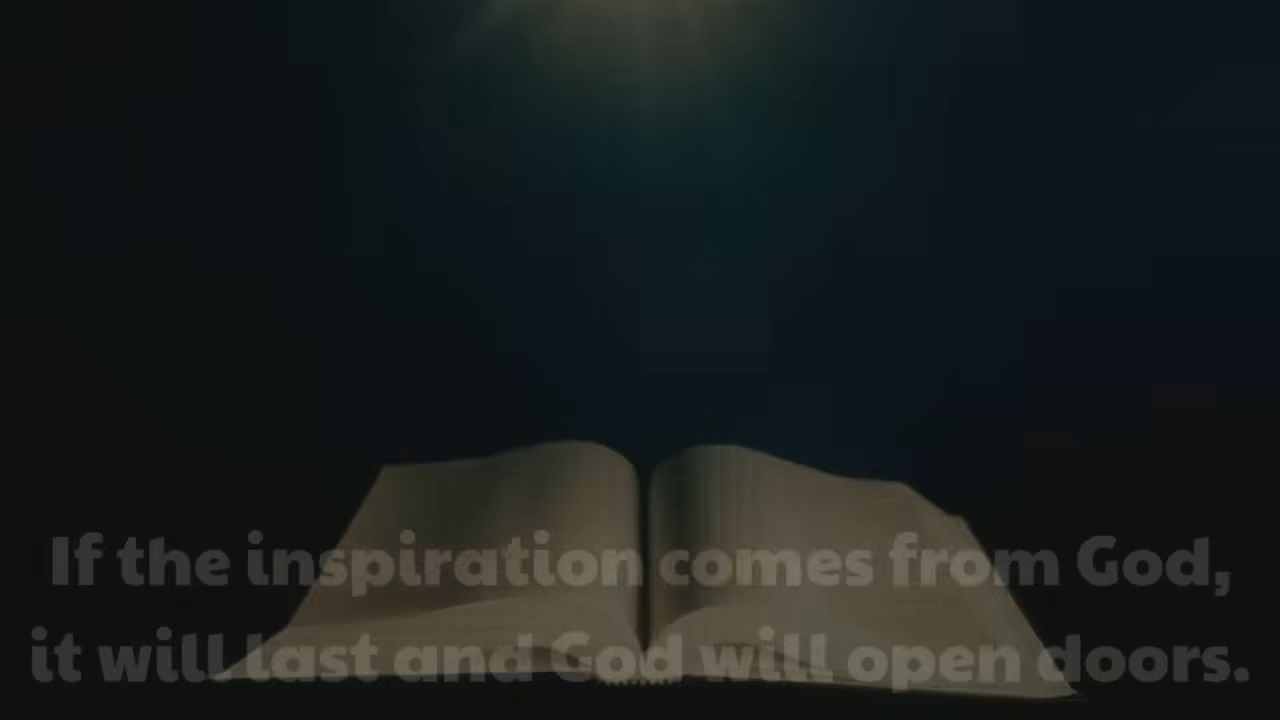 If the inspiration comes from God,
it will last and God will open doors.